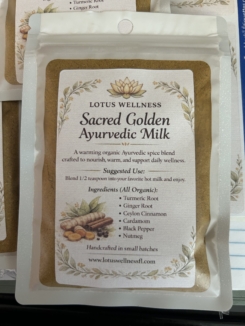 Turmeric Root
• Ginger Root
LOTUS WELLNESS
Sacred Golden
Ayurvedic Milk
A warming organic Ayurvedic spice blend
crafted to nourish, warm, and support daily wellness.
Suggested Use:
Blend 1-2 teaspoon into your favorite hot milk and enjoy.
Ingredients (All Organic):
• Turmeric Root
• Ginger Root
• Ceylon Cinnamon
• Cardamom
• Black Pepper
• Nutmeg
Handcrafted in small batches